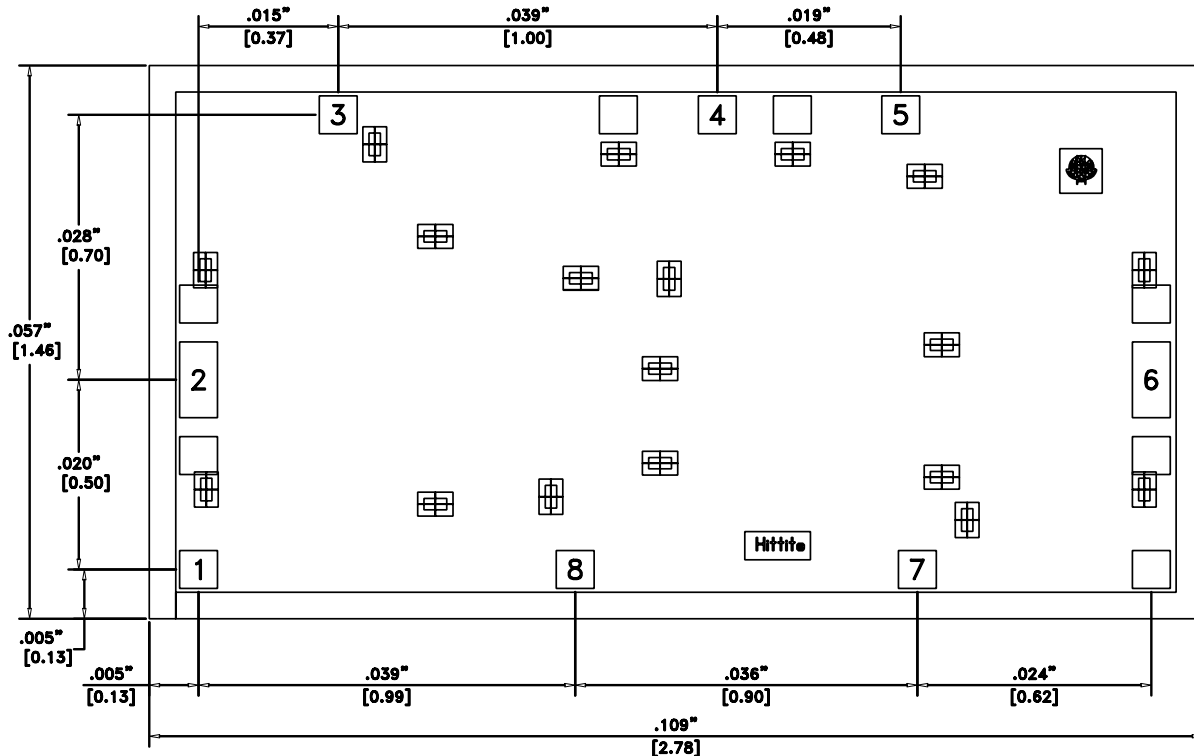 .015" .039" .019"
[0.37] [1.00] [0.48]
3 4 5
.028"
[0.70]
.057"
[1.46]
2 6
.020"
[0.50]
Hittite
1 8 7
.005"
[0.13]
.005" .039" .036" .024"
[0.13] [0.99] [0.90] [0.62]
.109"
[2.78]